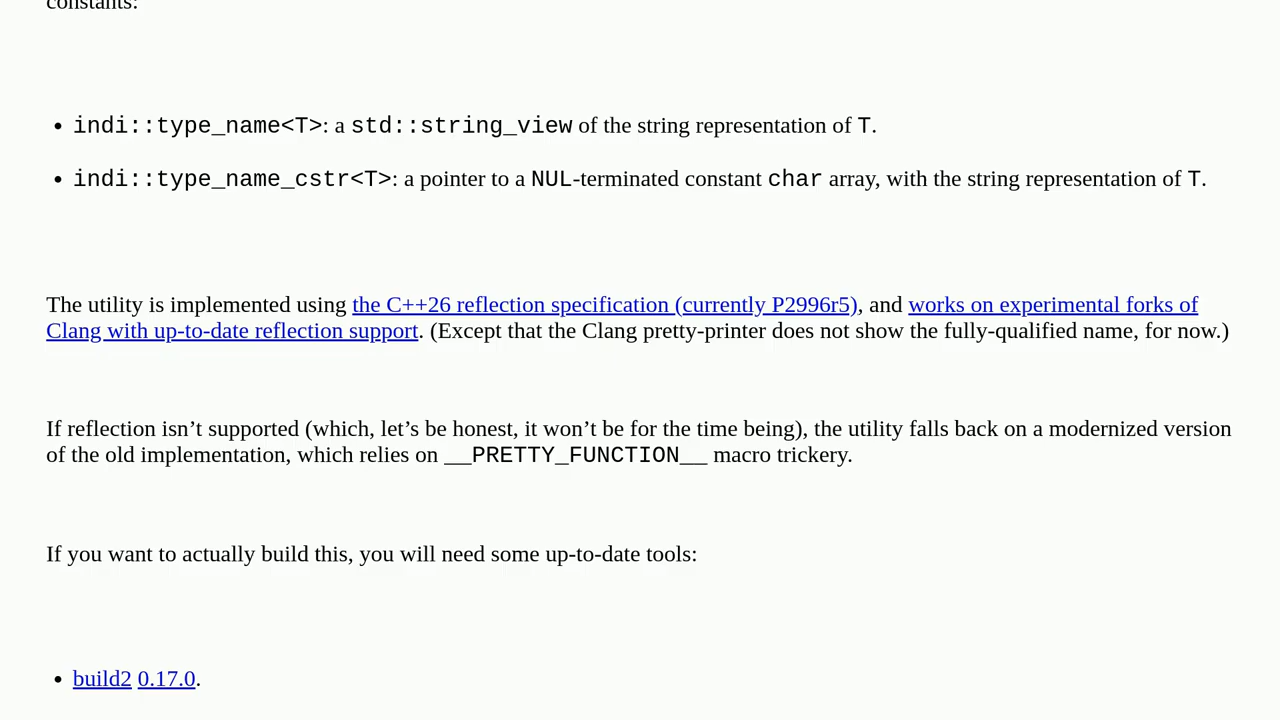 constants:
• indi::type_name<T>: a std::string_view of the string representation of T.
• indi::type_name_cstr<T>: a pointer to a NUL-terminated constant char array, with the string representation of T.
The utility is implemented using the C++26 reflection specification (currently P2996r5), and works on experimental forks of
Clang with up-to-date reflection support. (Except that the Clang pretty-printer does not show the fully-qualified name, for now.)
If reflection isn’t supported (which, let’s be honest, it won’t be for the time being), the utility falls back on a modernized version
of the old implementation, which relies on __PRETTY_FUNCTION__ macro trickery.
If you want to actually build this, you will need some up-to-date tools:
• build2 0.17.0.